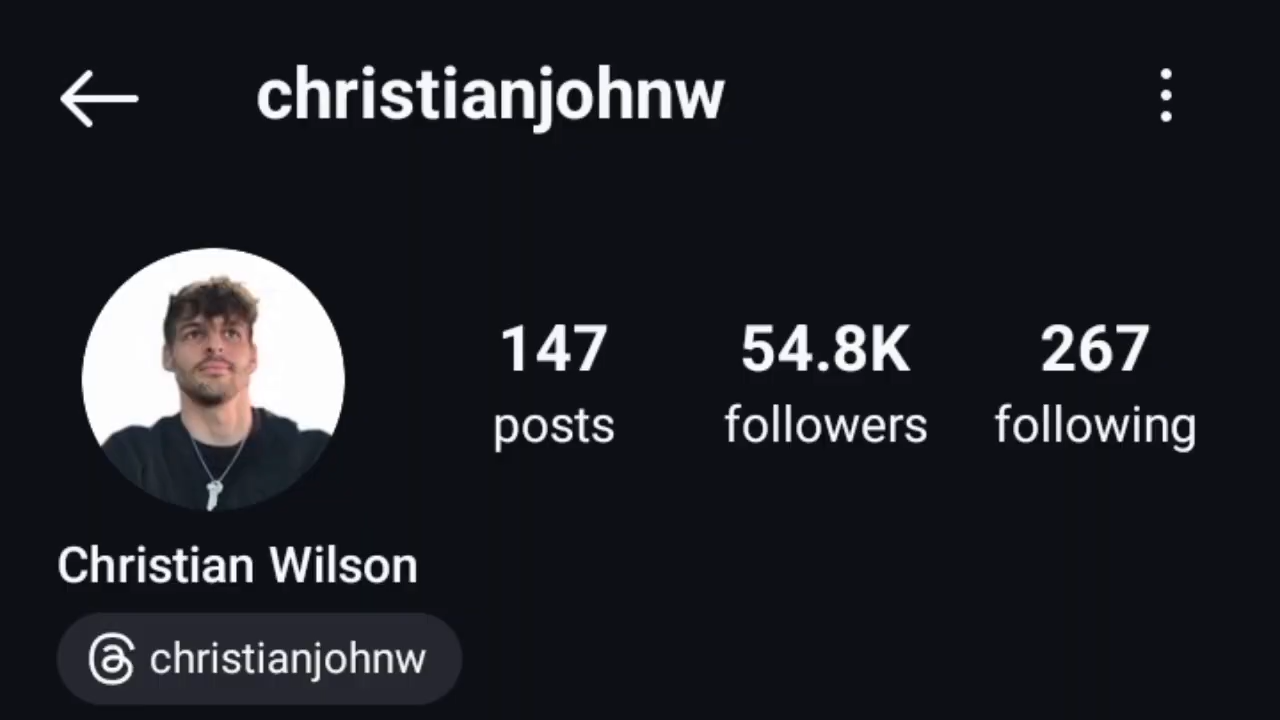 christianjohnw
147 54.8K 267
posts followers following
Christian Wilson
christianjohnw